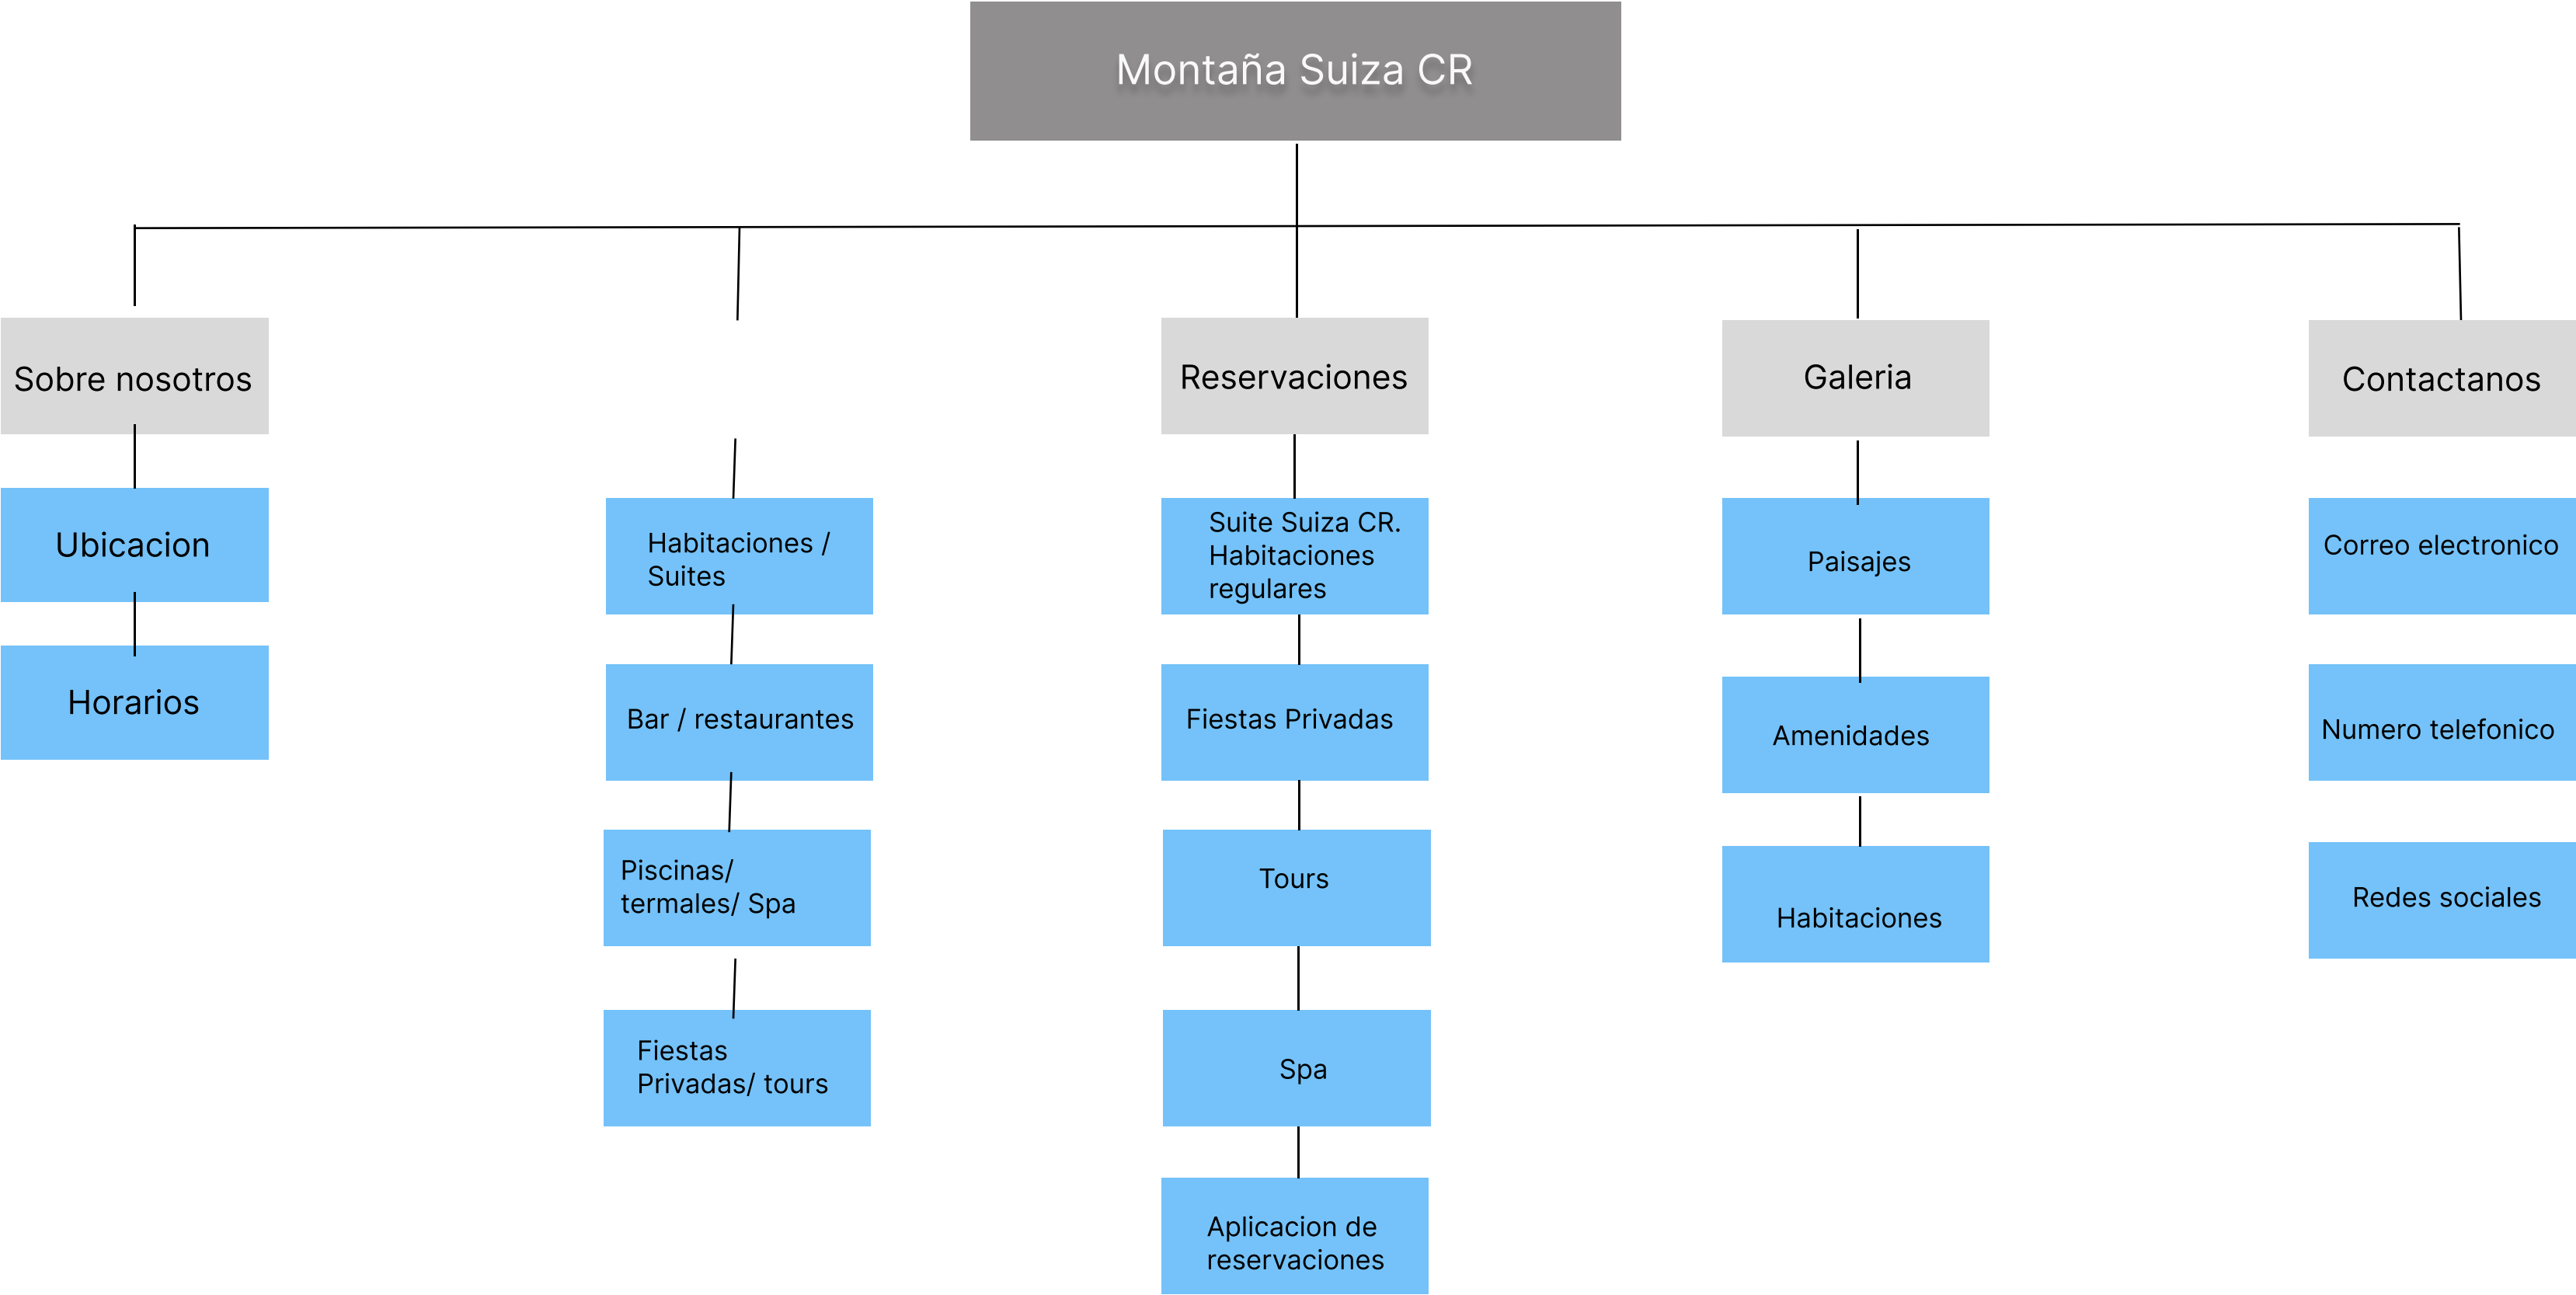 Montaña Suiza CR
Sobre nosotros
Ubicacion
Horarios
Habitaciones /
Suites
Bar / restaurantes
Piscinas/
termales/ Spa
Fiestas
Privadas/ tours
Reservaciones
Suite Suiza CR.
Habitaciones
regulares
Fiestas Privadas
Tours
Spa
Aplicacion de
reservaciones
Galeria
Paisajes
Amenidades
Habitaciones
Contactanos
Correo electronico
Numero telefonico
Redes sociales